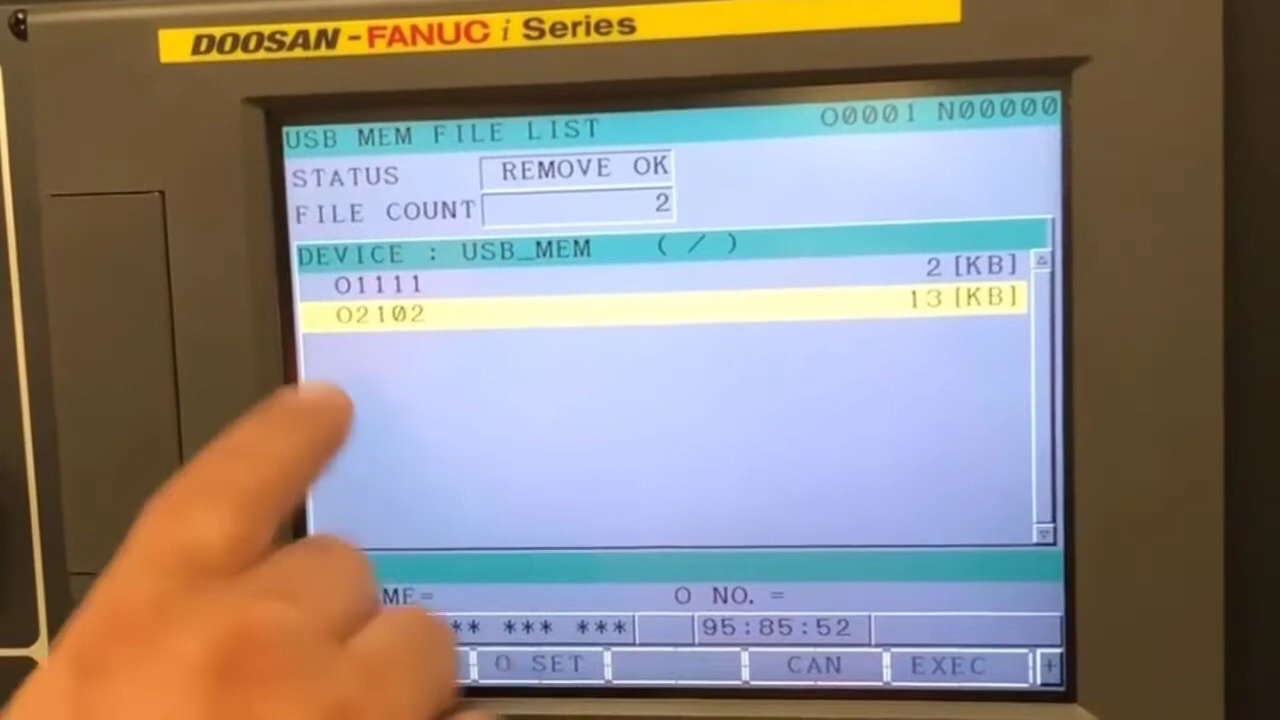 DOOSAN - FANUC i Series
USB MEM FILE LIST O0001 N00000
STATUS REMOVE OK
FILE COUNT 2
DEVICE : USB_MEM ( / )
O1111 2 [KB]
O2102 13 [KB]
ME= O NO. =
** *** *** 95:85:52
O SET CAN EXEC +